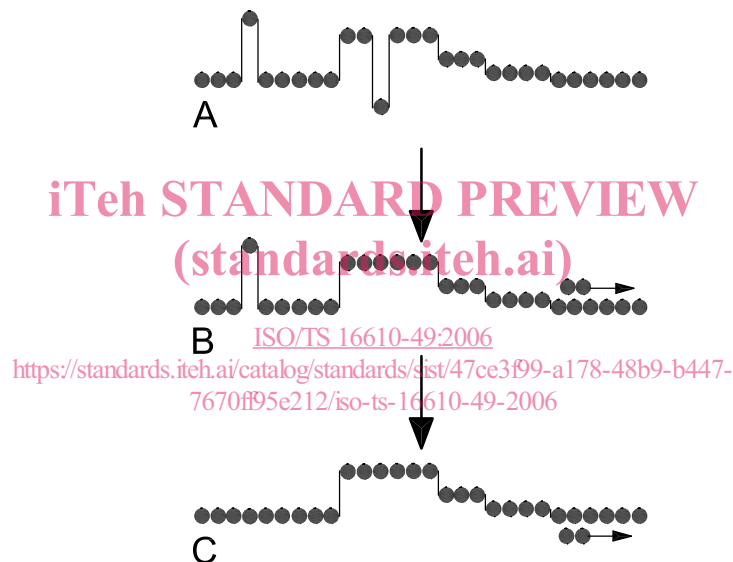 A
iTeh STANDARD PREVIEW
(standards.iteh.ai)
B
ISO/TS 16610-49:2006
https://standards.iteh.ai/catalog/standards/sist/47ce3f99-a178-48b9-b447-
7670ff95e212/iso-ts-16610-49-2006
C